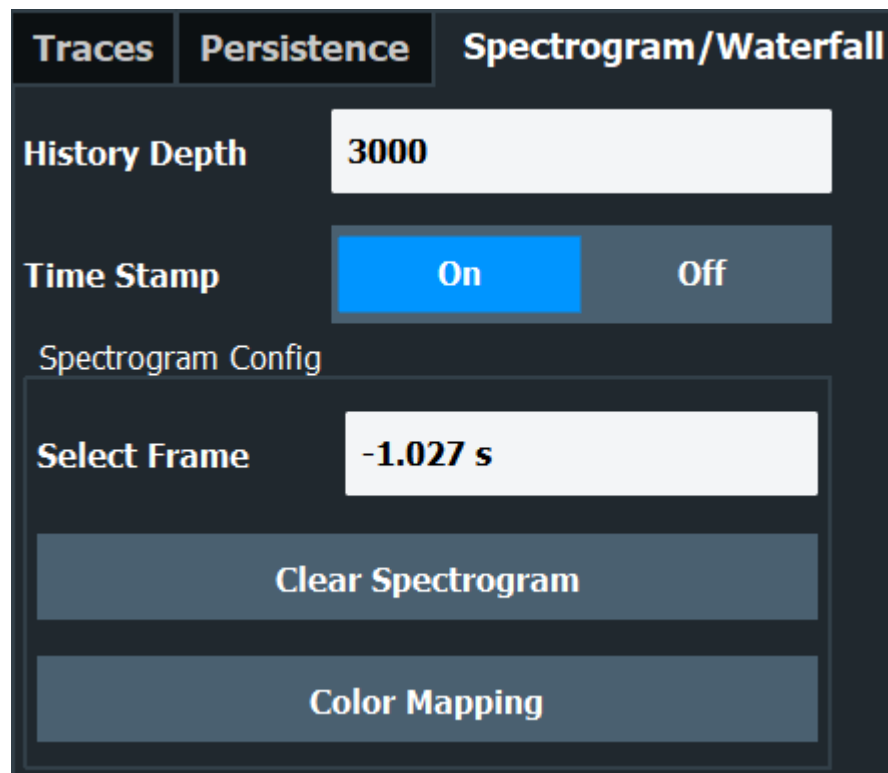 Traces Persistence Spectrogram/Waterfall
History Depth 3000
Time Stamp On Off
Spectrogram Config
Select Frame -1.027 s
Clear Spectrogram
Color Mapping